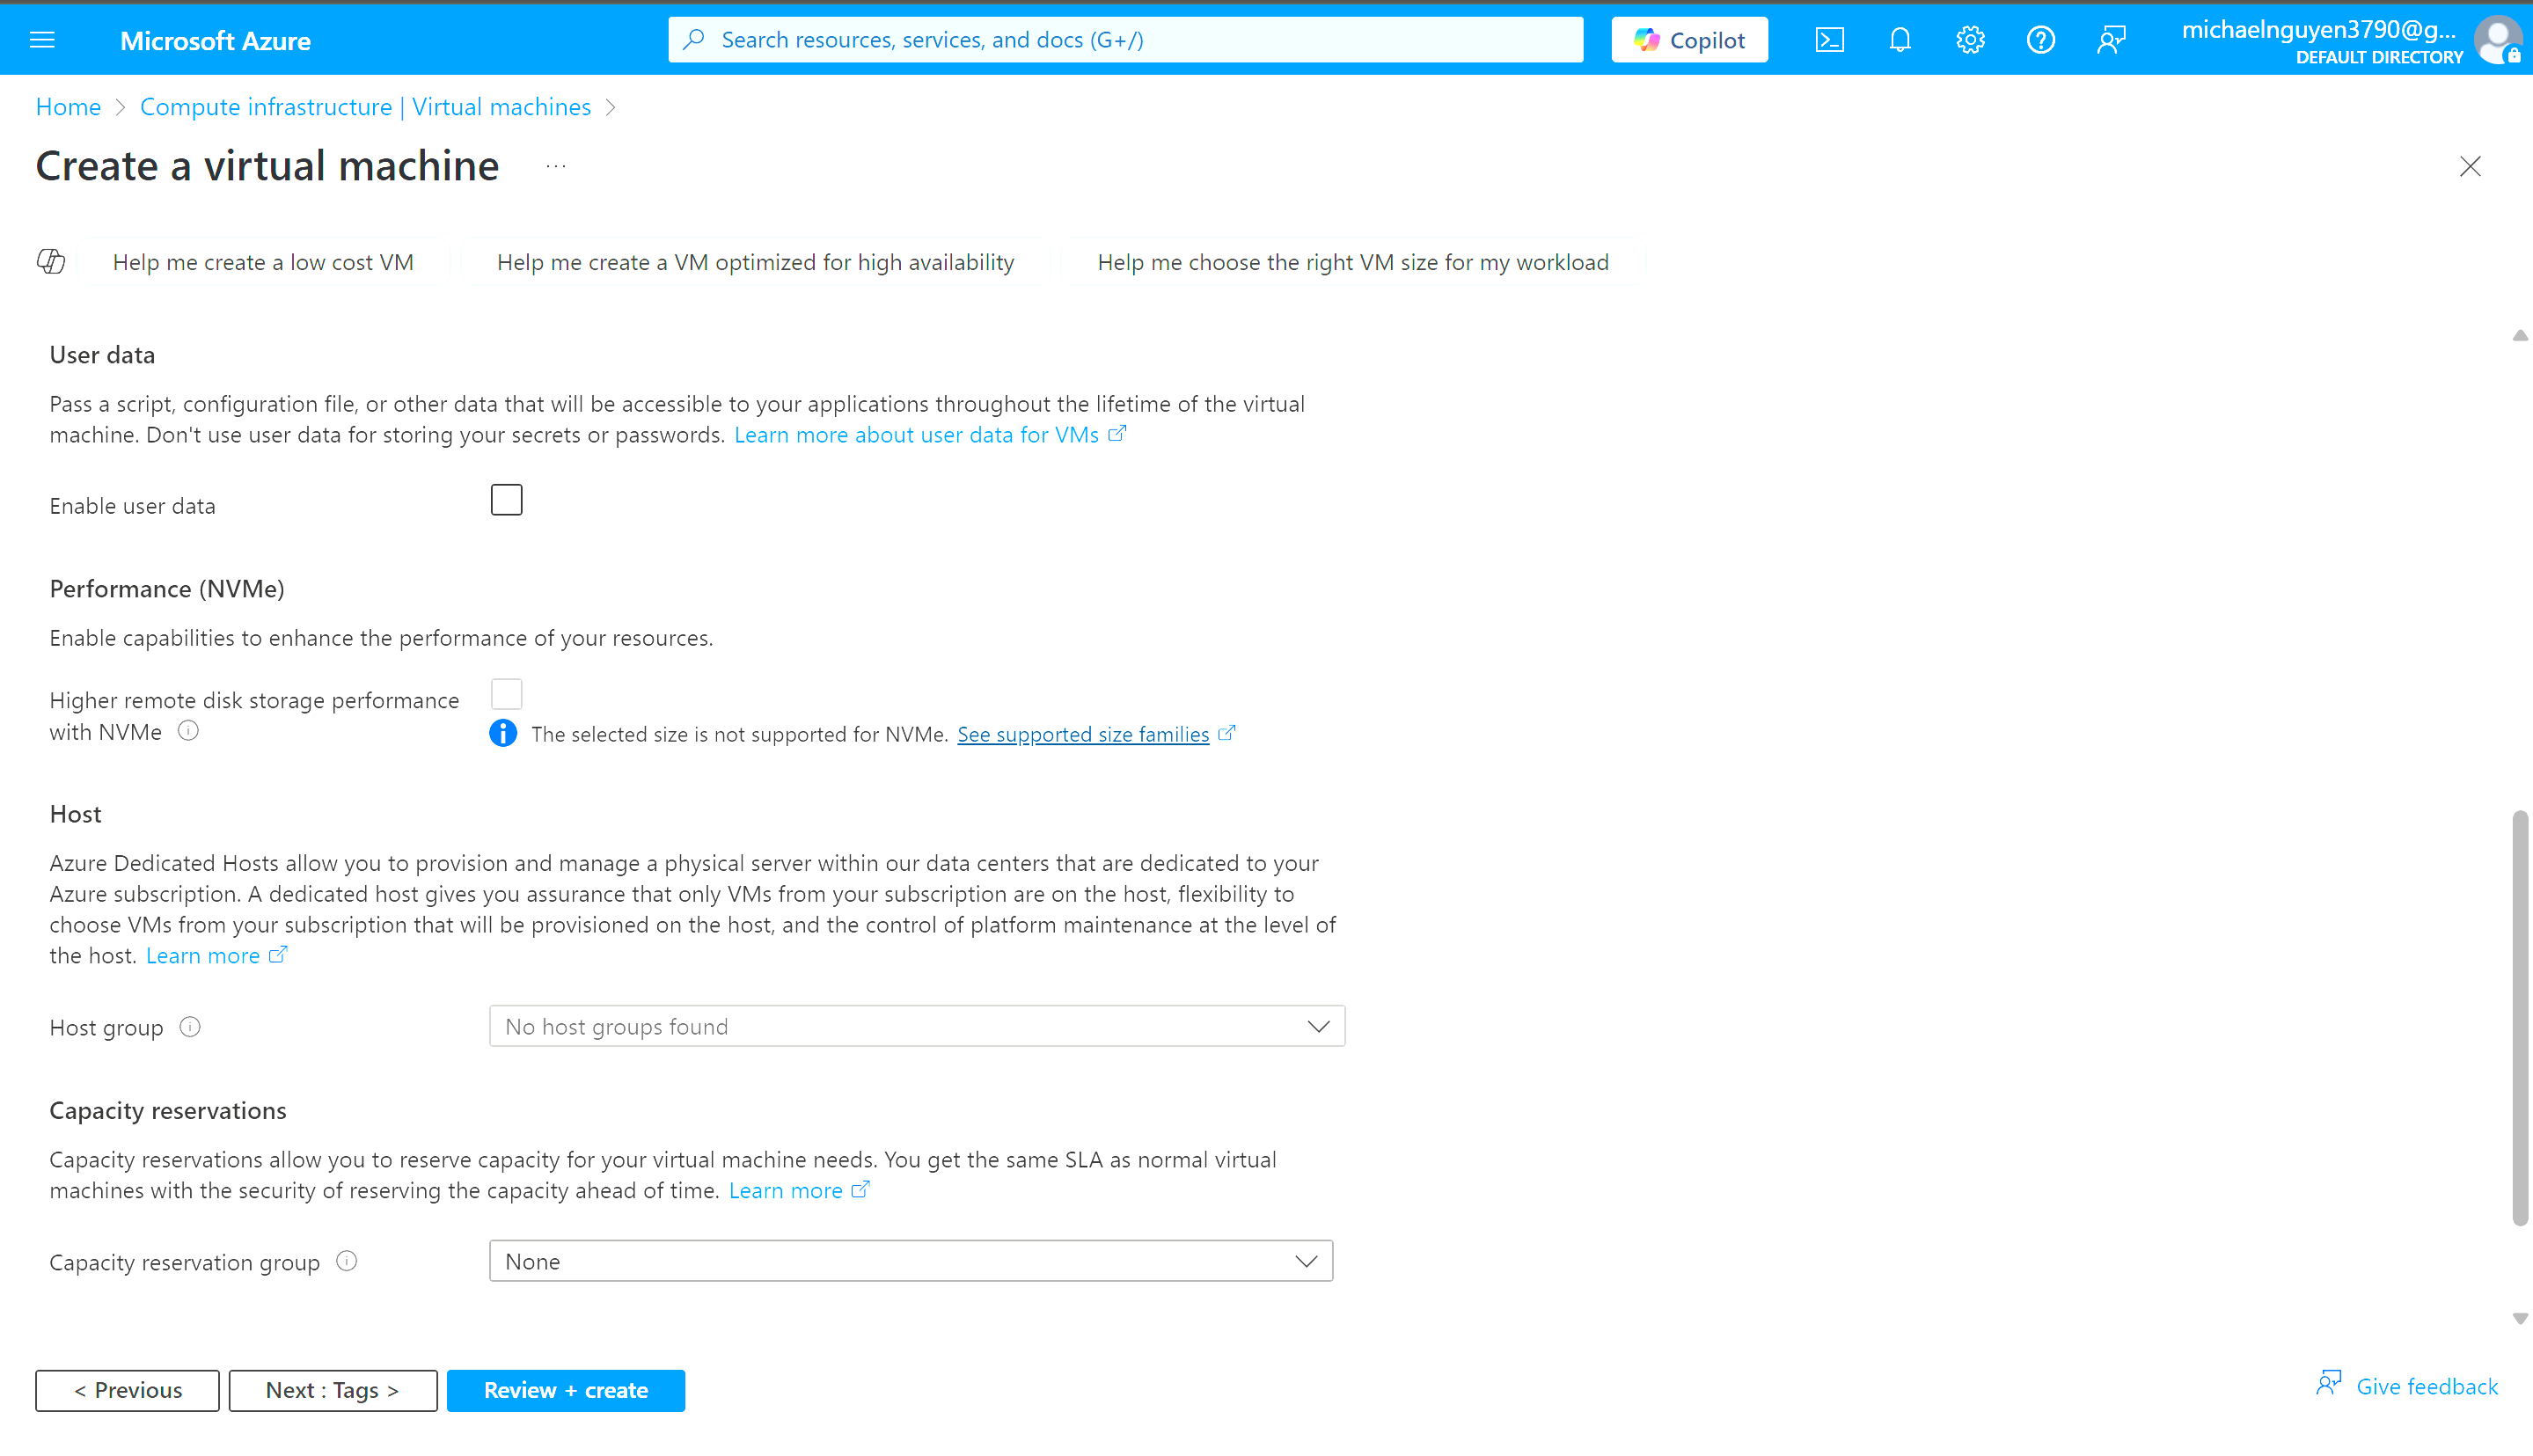 Microsoft Azure
Search resources, services, and docs (G+/)
Copilot
michaelnguyen3790@g...
DEFAULT DIRECTORY
Home > Compute infrastructure | Virtual machines >
Create a virtual machine ...
Help me create a low cost VM
Help me create a VM optimized for high availability
Help me choose the right VM size for my workload
User data
Pass a script, configuration file, or other data that will be accessible to your applications throughout the lifetime of the virtual
machine. Don't use user data for storing your secrets or passwords. Learn more about user data for VMs
Enable user data
Performance (NVMe)
Enable capabilities to enhance the performance of your resources.
Higher remote disk storage performance
with NVMe
The selected size is not supported for NVMe. See supported size families
Host
Azure Dedicated Hosts allow you to provision and manage a physical server within our data centers that are dedicated to your
Azure subscription. A dedicated host gives you assurance that only VMs from your subscription are on the host, flexibility to
choose VMs from your subscription that will be provisioned on the host, and the control of platform maintenance at the level of
the host. Learn more
Host group
No host groups found
Capacity reservations
Capacity reservations allow you to reserve capacity for your virtual machine needs. You get the same SLA as normal virtual
machines with the security of reserving the capacity ahead of time. Learn more
Capacity reservation group
None
< Previous
Next : Tags >
Review + create
Give feedback